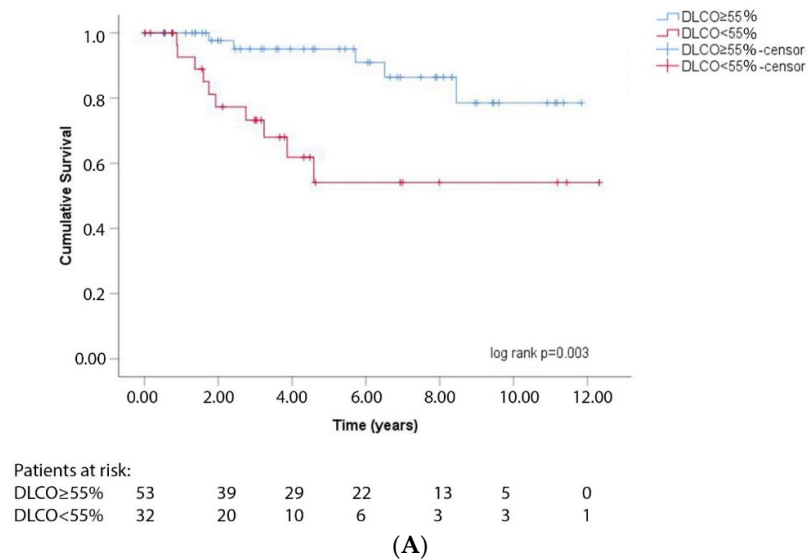 DLCO≥55%
DLCO<55%
DLCO≥55%-censor
DLCO<55%-censor
1.0
0.8
0.6
0.4
0.2
0.00
Cumulative Survival
log rank p=0.003
0.00 2.00 4.00 6.00 8.00 10.00 12.00
Time (years)
Patients at risk:
DLCO≥55% 53 39 29 22 13 5 0
DLCO<55% 32 20 10 6 3 3 1
(A)